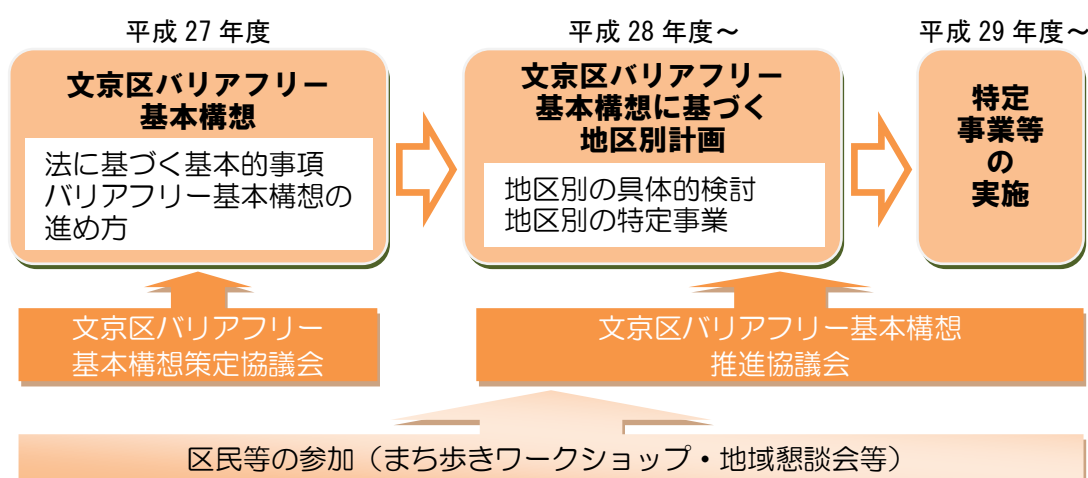 平成 27 年度
平成 28 年度～
平成 29 年度～
文京区バリアフリー
基本構想
法に基づく基本的事項
バリアフリー基本構想の
進め方
文京区バリアフリー
基本構想に基づく
地区別計画
地区別の具体的検討
地区別の特定事業
特定
事業等
の
実施
文京区バリアフリー
基本構想策定協議会
文京区バリアフリー基本構想
推進協議会
区民等の参加（まち歩きワークショップ・地域懇談会等）